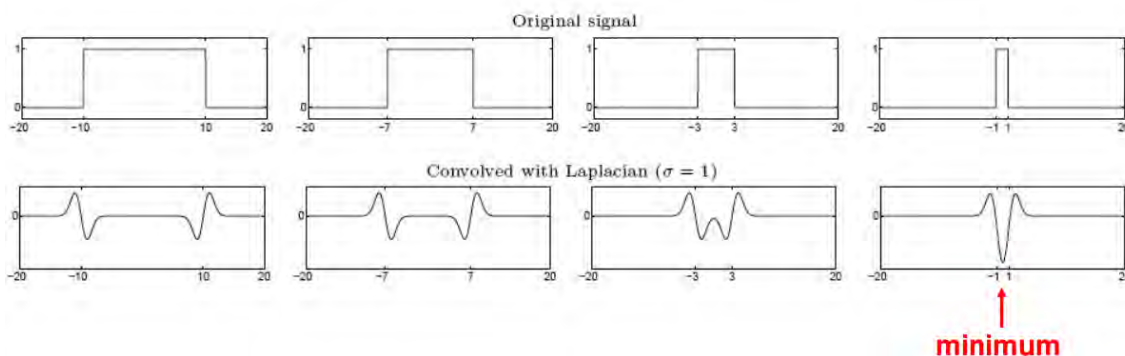 Original signal
1 1 1 1
0 0 0 0
−20 −10 10 20 −20 −7 7 20 −20 −3 3 20 −20 −1 1 20
Convolved with Laplacian (σ = 1)
0 0 0 0
−20 −10 10 20 −20 −7 7 20 −20 −3 3 20 −20 −1 1
minimum